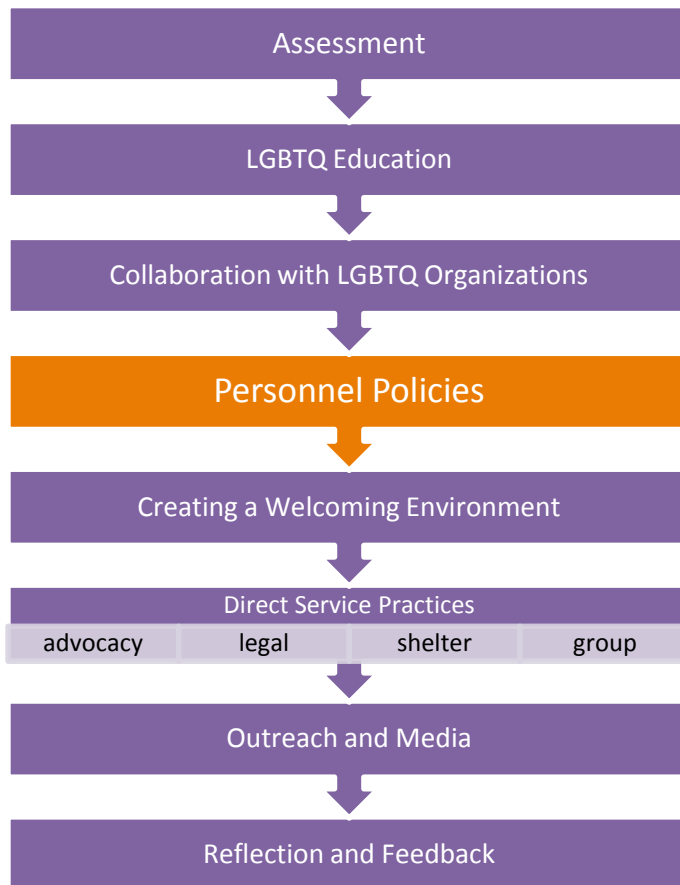 Assessment
LGBTQ Education
Collaboration with LGBTQ Organizations
Personnel Policies
Creating a Welcoming Environment
Direct Service Practices
advocacy legal shelter group
Outreach and Media
Reflection and Feedback